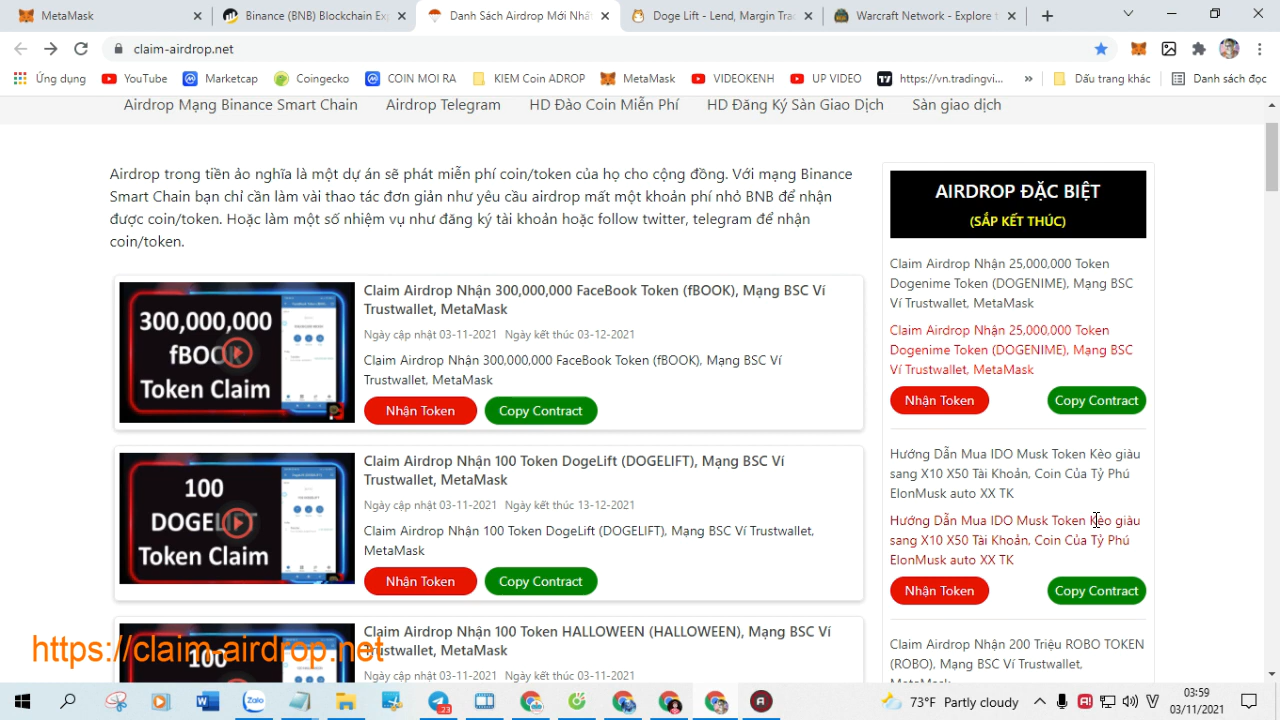 MetaMask
Binance (BNB) Blockchain Exp
Danh Sách Airdrop Mới Nhất
Doge Lift - Lend, Margin Trad
Warcraft Network - Explore t
claim-airdrop.net
Ứng dụng
YouTube
Marketcap
Coingecko
COIN MOI RA
KIEM Coin ADROP
MetaMask
VIDEOKENH
UP VIDEO
https://vn.tradingvi...
»
Dấu trang khác
Danh sách đọc
Airdrop Mạng Binance Smart Chain
Airdrop Telegram
HD Đào Coin Miễn Phí
HD Đăng Ký Sàn Giao Dịch
Sàn giao dịch
Airdrop trong tiền ảo nghĩa là một dự án sẽ phát miễn phí coin/token của họ cho cộng đồng. Với mạng Binance
Smart Chain bạn chỉ cần làm vài thao tác đơn giản như yêu cầu airdrop mất một khoản phí nhỏ BNB để nhận
được coin/token. Hoặc làm một số nhiệm vụ như đăng ký tài khoản hoặc follow twitter, telegram để nhận
coin/token.
300,000,000
fBOOK
Token Claim
Claim Airdrop Nhận 300,000,000 FaceBook Token (fBOOK), Mạng BSC Ví
Trustwallet, MetaMask
Ngày cập nhật 03-11-2021 Ngày kết thúc 03-12-2021
Claim Airdrop Nhận 300,000,000 FaceBook Token (fBOOK), Mạng BSC Ví
Trustwallet, MetaMask
Nhận Token
Copy Contract
100
DOGELIFT
Token Claim
Claim Airdrop Nhận 100 Token DogeLift (DOGELIFT), Mạng BSC Ví
Trustwallet, MetaMask
Ngày cập nhật 03-11-2021 Ngày kết thúc 13-12-2021
Claim Airdrop Nhận 100 Token DogeLift (DOGELIFT), Mạng BSC Ví Trustwallet,
MetaMask
Nhận Token
Copy Contract
100
Claim Airdrop Nhận 100 Token HALLOWEEN (HALLOWEEN), Mạng BSC Ví
Trustwallet, MetaMask
Ngày cập nhật 03-11-2021 Ngày kết thúc 03-11-2021
AIRDROP ĐẶC BIỆT
(SẮP KẾT THÚC)
Claim Airdrop Nhận 25,000,000 Token
Dogenime Token (DOGENIME), Mạng BSC
Ví Trustwallet, MetaMask
Claim Airdrop Nhận 25,000,000 Token
Dogenime Token (DOGENIME), Mạng BSC
Ví Trustwallet, MetaMask
Nhận Token
Copy Contract
Hướng Dẫn Mua IDO Musk Token Kèo giàu
sang X10 X50 Tài Khoản, Coin Của Tỷ Phú
ElonMusk auto XX TK
Hướng Dẫn Mua IDO Musk Token Kèo giàu
sang X10 X50 Tài Khoản, Coin Của Tỷ Phú
ElonMusk auto XX TK
Nhận Token
Copy Contract
Claim Airdrop Nhận 200 Triệu ROBO TOKEN
(ROBO), Mạng BSC Ví Trustwallet,
https://claim-airdrop.net
Zalo
23
73°F Partly cloudy
03:59
03/11/2021